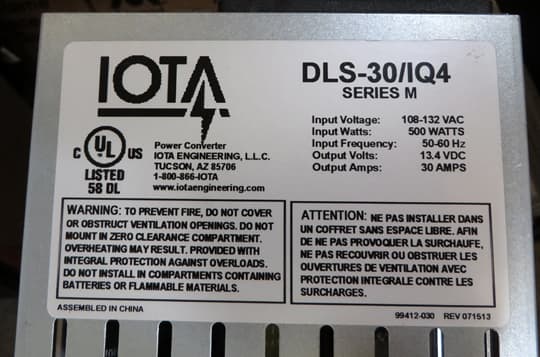 IOTA
DLS-30/IQ4
SERIES M
Input Voltage: 108-132 VAC
Input Watts: 500 WATTS
Input Frequency: 50-60 Hz
Output Volts: 13.4 VDC
Output Amps: 30 AMPS
C UL US
LISTED
58 DL
Power Converter
IOTA ENGINEERING, L.L.C.
TUCSON, AZ 85706
1-800-866-IOTA
www.iotaengineering.com
WARNING: TO PREVENT FIRE, DO NOT COVER
OR OBSTRUCT VENTILATION OPENINGS. DO NOT
MOUNT IN ZERO CLEARANCE COMPARTMENT.
OVERHEATING MAY RESULT. PROVIDED WITH
INTEGRAL PROTECTION AGAINST OVERLOADS.
DO NOT INSTALL IN COMPARTMENTS CONTAINING
BATTERIES OR FLAMMABLE MATERIALS.
ATTENTION: NE PAS INSTALLER DANS
UN COFFRET SANS ESPACE LIBRE. AFIN
DE NE PAS PROVOQUER LA SURCHAUFE,
NE PAS RECOUVRIR OU OBSTRUER LES
OUVERTURES DE VENTILATION AVEC
PROTECTION INTEGRALE CONTRE LES
SURCHARGES.
ASSEMBLED IN CHINA
99412-030 REV 071513